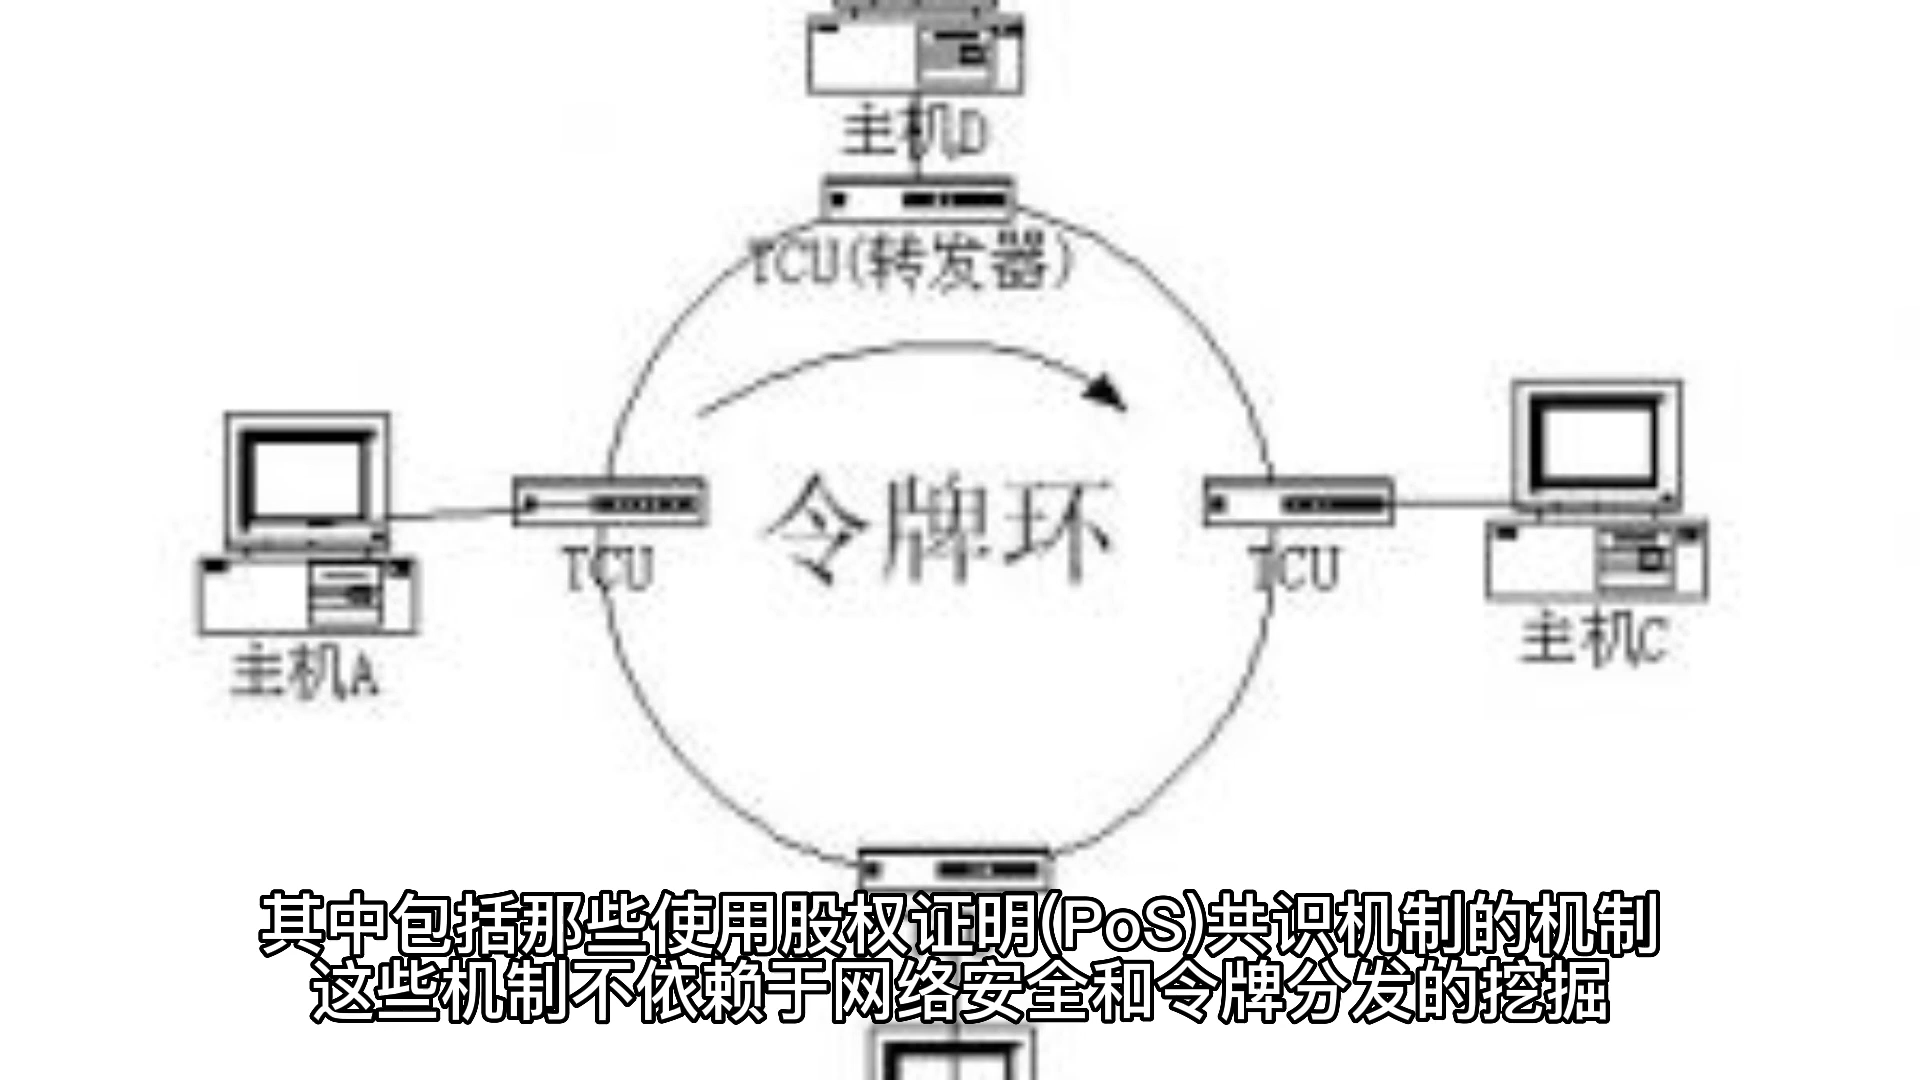 主机D
TCU(转发器)
令牌环
TCU
TCU
主机A
主机C
其中包括那些使用股权证明(PoS)共识机制的机制
这些机制不依赖于网络安全和令牌分发的挖掘